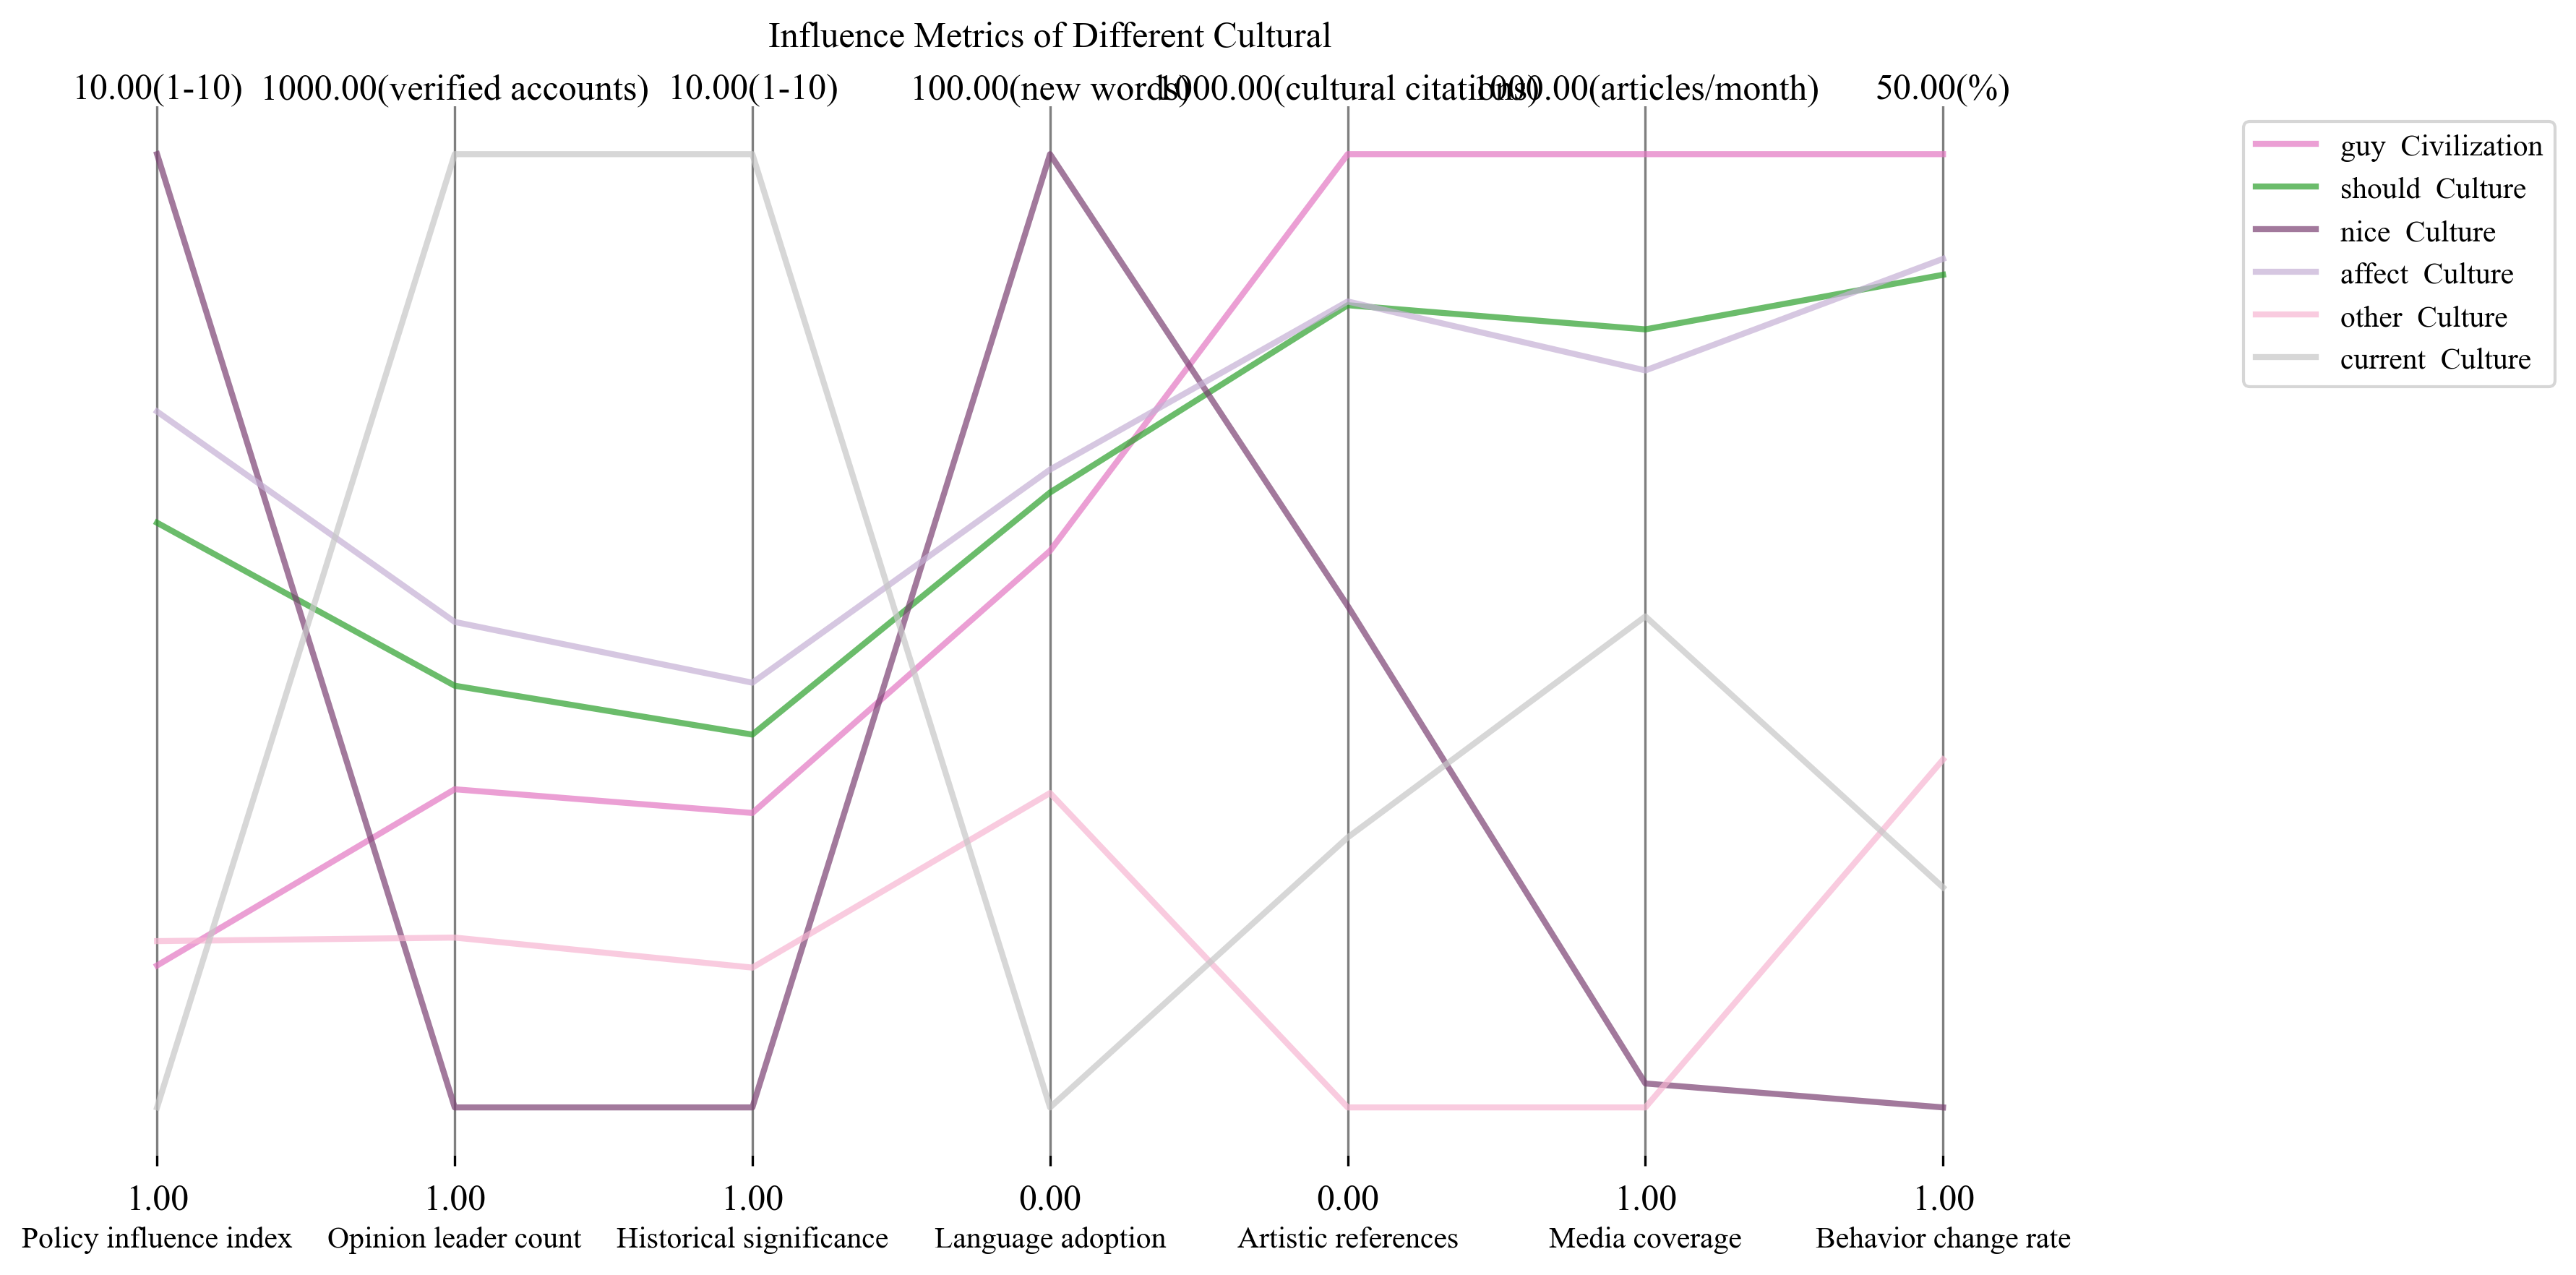 Influence Metrics of Different Cultural
10.00(1-10) 1000.00(verified accounts) 10.00(1-10) 100.00(new words) 1000.00(cultural citations) 1000.00(articles/month) 50.00(%)
guy Civilization
should Culture
nice Culture
affect Culture
other Culture
current Culture
1.00 1.00 1.00 0.00 0.00 1.00 1.00
Policy influence index Opinion leader count Historical significance Language adoption Artistic references Media coverage Behavior change rate